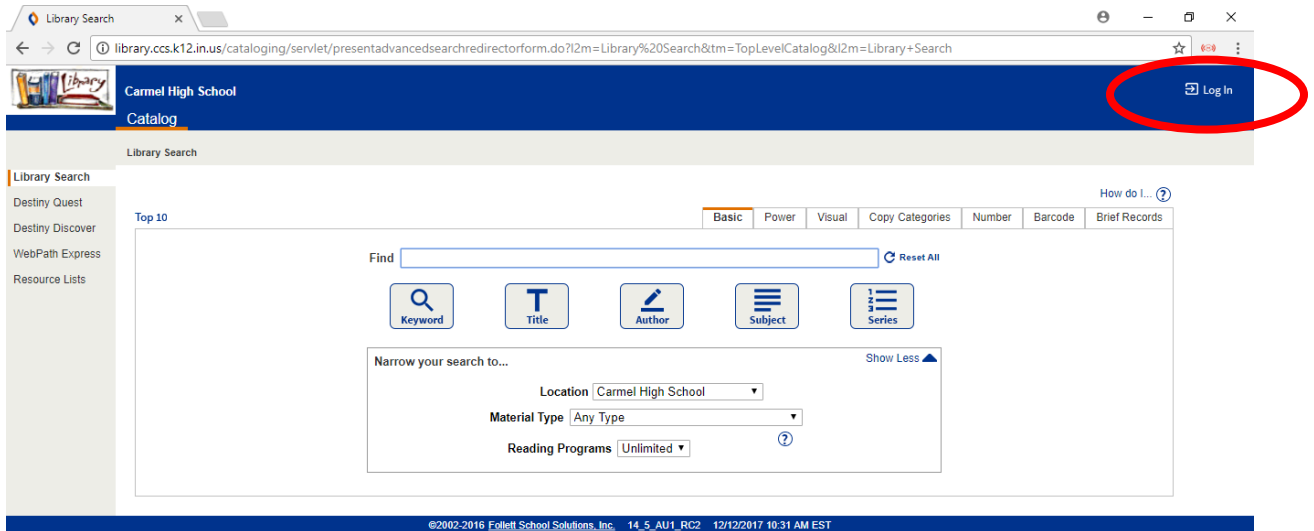 Library Search
library.ccs.k12.in.us/cataloging/servlet/presentadvancedsearchredirectorform.do?l2m=Library%20Search&tm=TopLevelCatalog&l2m=Library+Search
Library
Carmel High School
Log In
Catalog
Library Search
Library Search
Destiny Quest
Destiny Discover
WebPath Express
Resource Lists
How do I... ?
Top 10
Basic Power Visual Copy Categories Number Barcode Brief Records
Find Reset All
Keyword Title Author Subject Series
Narrow your search to... Show Less
Location Carmel High School
Material Type Any Type
?
Reading Programs Unlimited
©2002-2016 Follett School Solutions, Inc. 14_5_AU1_RC2 12/12/2017 10:31 AM EST